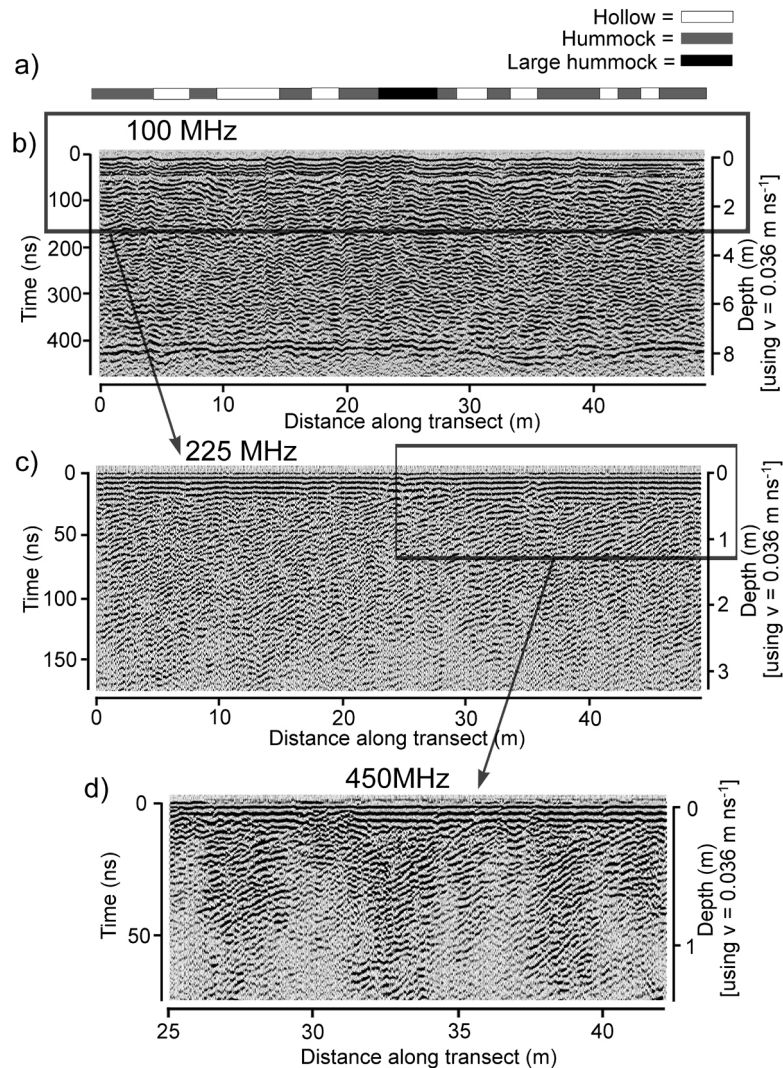 Hollow =
Hummock =
Large hummock =
a)
b)
100 MHz
0
100
200
300
400
Time (ns)
0
2
4
6
8
Depth (m)
[using v = 0.036 m ns⁻¹]
0 10 20 30 40
Distance along transect (m)
c)
225 MHz
0
50
100
150
Time (ns)
0
1
2
3
Depth (m)
[using v = 0.036 m ns⁻¹]
0 10 20 30 40
Distance along transect (m)
d)
450MHz
0
50
Time (ns)
0
1
Depth (m)
[using v = 0.036 m ns⁻¹]
25 30 35 40
Distance along transect (m)